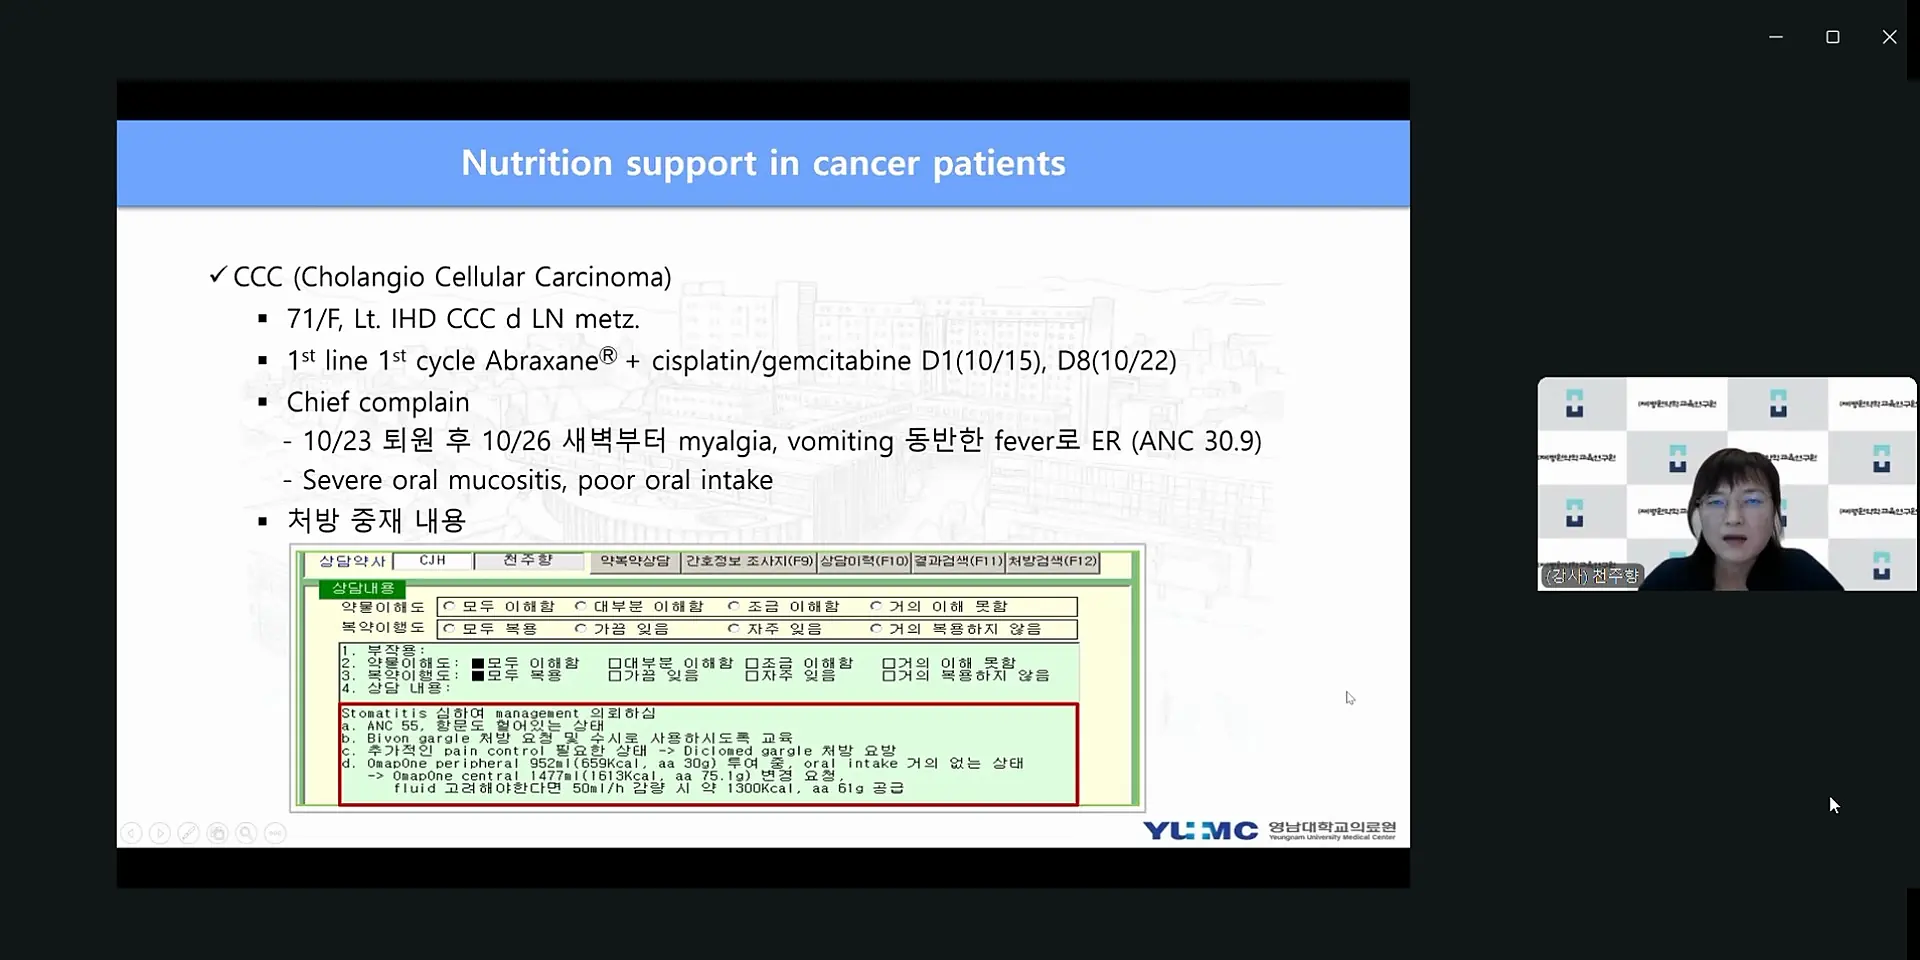 Nutrition support in cancer patients
✓ CCC (Cholangio Cellular Carcinoma)
▪ 71/F, Lt. IHD CCC d LN metz.
▪ 1st line 1st cycle Abraxane® + cisplatin/gemcitabine D1(10/15), D8(10/22)
▪ Chief complain
- 10/23 퇴원 후 10/26 새벽부터 myalgia, vomiting 동반한 fever로 ER (ANC 30.9)
- Severe oral mucositis, poor oral intake
▪ 처방 중재 내용
상담약사 CJH 천주향 약복약상담 간호정보 조사지(F9) 상담이력(F10) 결과검색(F11) 처방검색(F12)
상담내용
약물이해도 ○ 모두 이해함 ○ 대부분 이해함 ○ 조금 이해함 ○ 거의 이해 못함
복약이행도 ○ 모두 복용 ○ 가끔 잊음 ○ 자주 잊음 ○ 거의 복용하지 않음
1. 부작용:
2. 약물이해도: ■모두 이해함 □대부분 이해함 □조금 이해함 □거의 이해 못함
3. 복약이행도: ■모두 복용 □가끔 잊음 □자주 잊음 □거의 복용하지 않음
4. 상담 내용:
Stomatitis 심하여 management 의뢰하심
a. ANC 55, 항문도 헐어있는 상태
b. Bivon gargle 처방 요청 및 수시로 사용하시도록 교육
c. 추가적인 pain control 필요한 상태 -> Diclomed gargle 처방 요망
d. OmapOne peripheral 952ml(659Kcal, aa 30g) 투여 중, oral intake 거의 없는 상태
-> OmapOne central 1477ml(1613Kcal, aa 75.1g) 변경 요청,
fluid 고려해야한다면 50ml/h 감량 시 약 1300Kcal, aa 61g 공급
YUMC 영남대학교의료원
Yeungnam University Medical Center
(재)병원약학교육연구원
(강사) 천주향